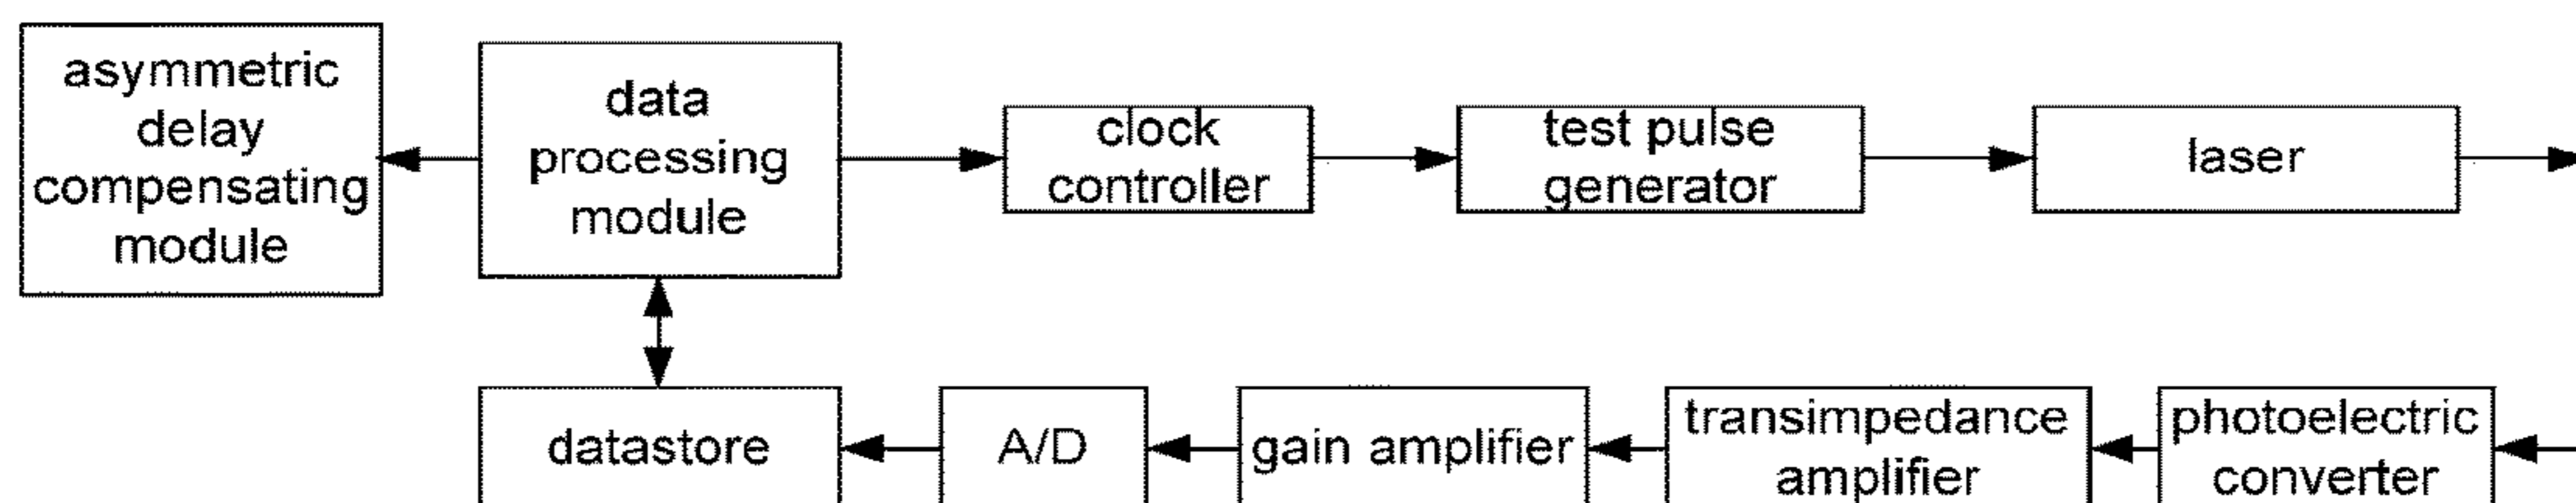 asymmetric
delay
compensating
module
data
processing
module
clock
controller
test pulse
generator
laser
datastore
A/D
gain amplifier
transimpedance
amplifier
photoelectric
converter